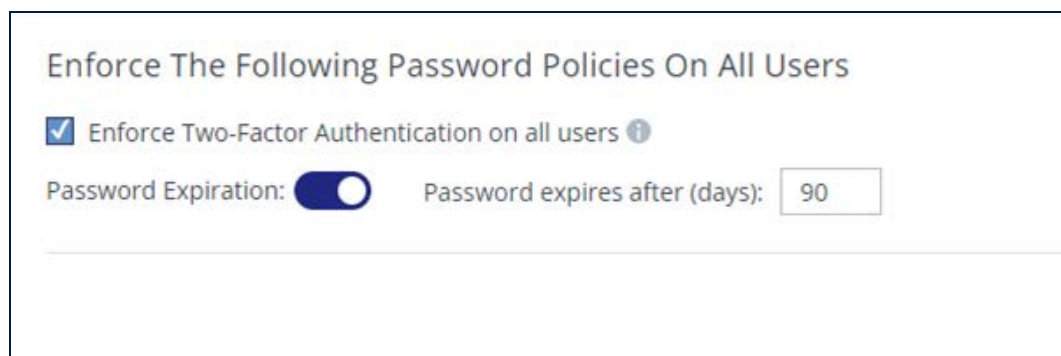 Enforce The Following Password Policies On All Users
Enforce Two-Factor Authentication on all users
Password Expiration: Password expires after (days): 90